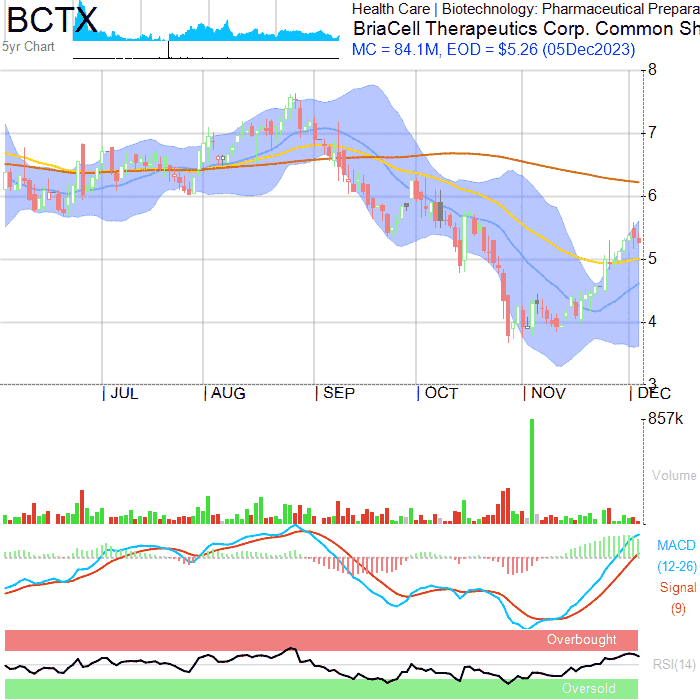 BCTX
5yr Chart
Health Care | Biotechnology: Pharmaceutical Prepara
BriaCell Therapeutics Corp. Common Sh
MC = 84.1M, EOD = $5.26 (05Dec2023)
8
7
6
5
4
3
JUL AUG SEP OCT NOV DEC
857k
Volume
MACD
(12-26)
Signal
(9)
Overbought
RSI(14)
Oversold